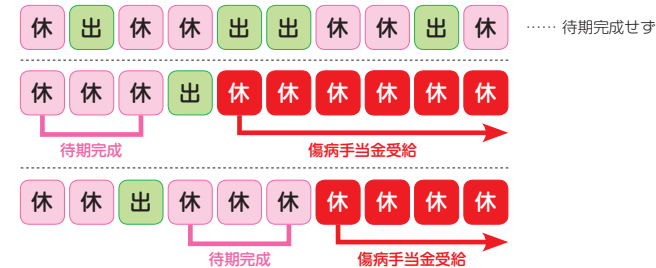 休 出 休 休 出 出 休 休 出 休 …… 待期完成せず
休 休 休 出 休 休 休 休 休 休
待期完成 傷病手当金受給
休 休 出 休 休 休 休 休 休 休
待期完成 傷病手当金受給